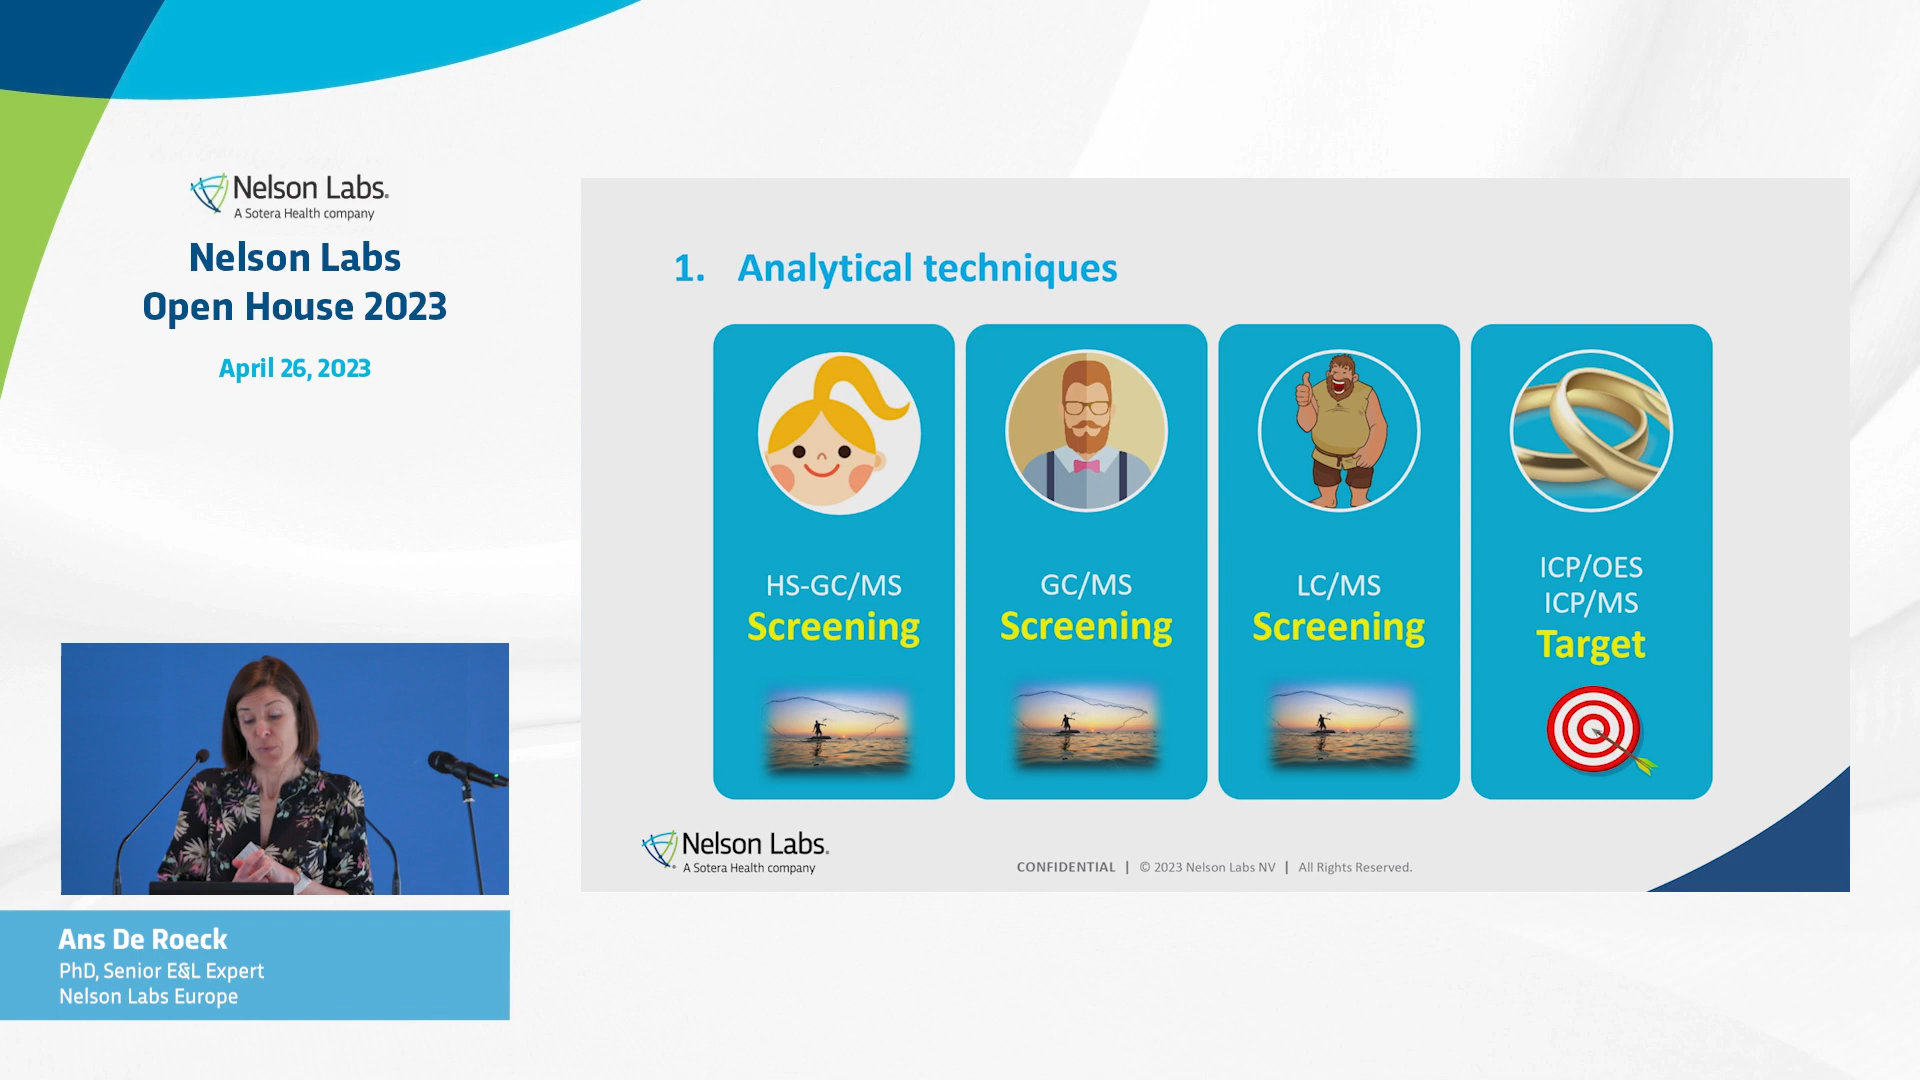 Nelson Labs.
A Sotera Health company
Nelson Labs
Open House 2023
April 26, 2023
Ans De Roeck
PhD, Senior E&L Expert
Nelson Labs Europe
1. Analytical techniques
HS-GC/MS
Screening
GC/MS
Screening
LC/MS
Screening
ICP/OES
ICP/MS
Target
Nelson Labs.
A Sotera Health company
CONFIDENTIAL | © 2023 Nelson Labs NV | All Rights Reserved.